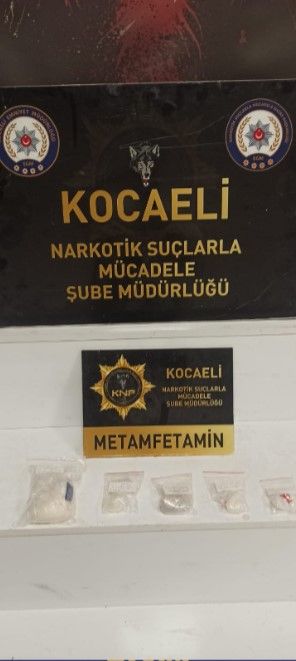 KOCAELİ
NARKOTİK SUÇLARLA
MÜCADELE
ŞUBE MÜDÜRLÜĞÜ
KNP
KOCAELİ
NARKOTİK SUÇLARLA
MÜCADELE
ŞUBE MÜDÜRLÜĞÜ
METAMFETAMİN